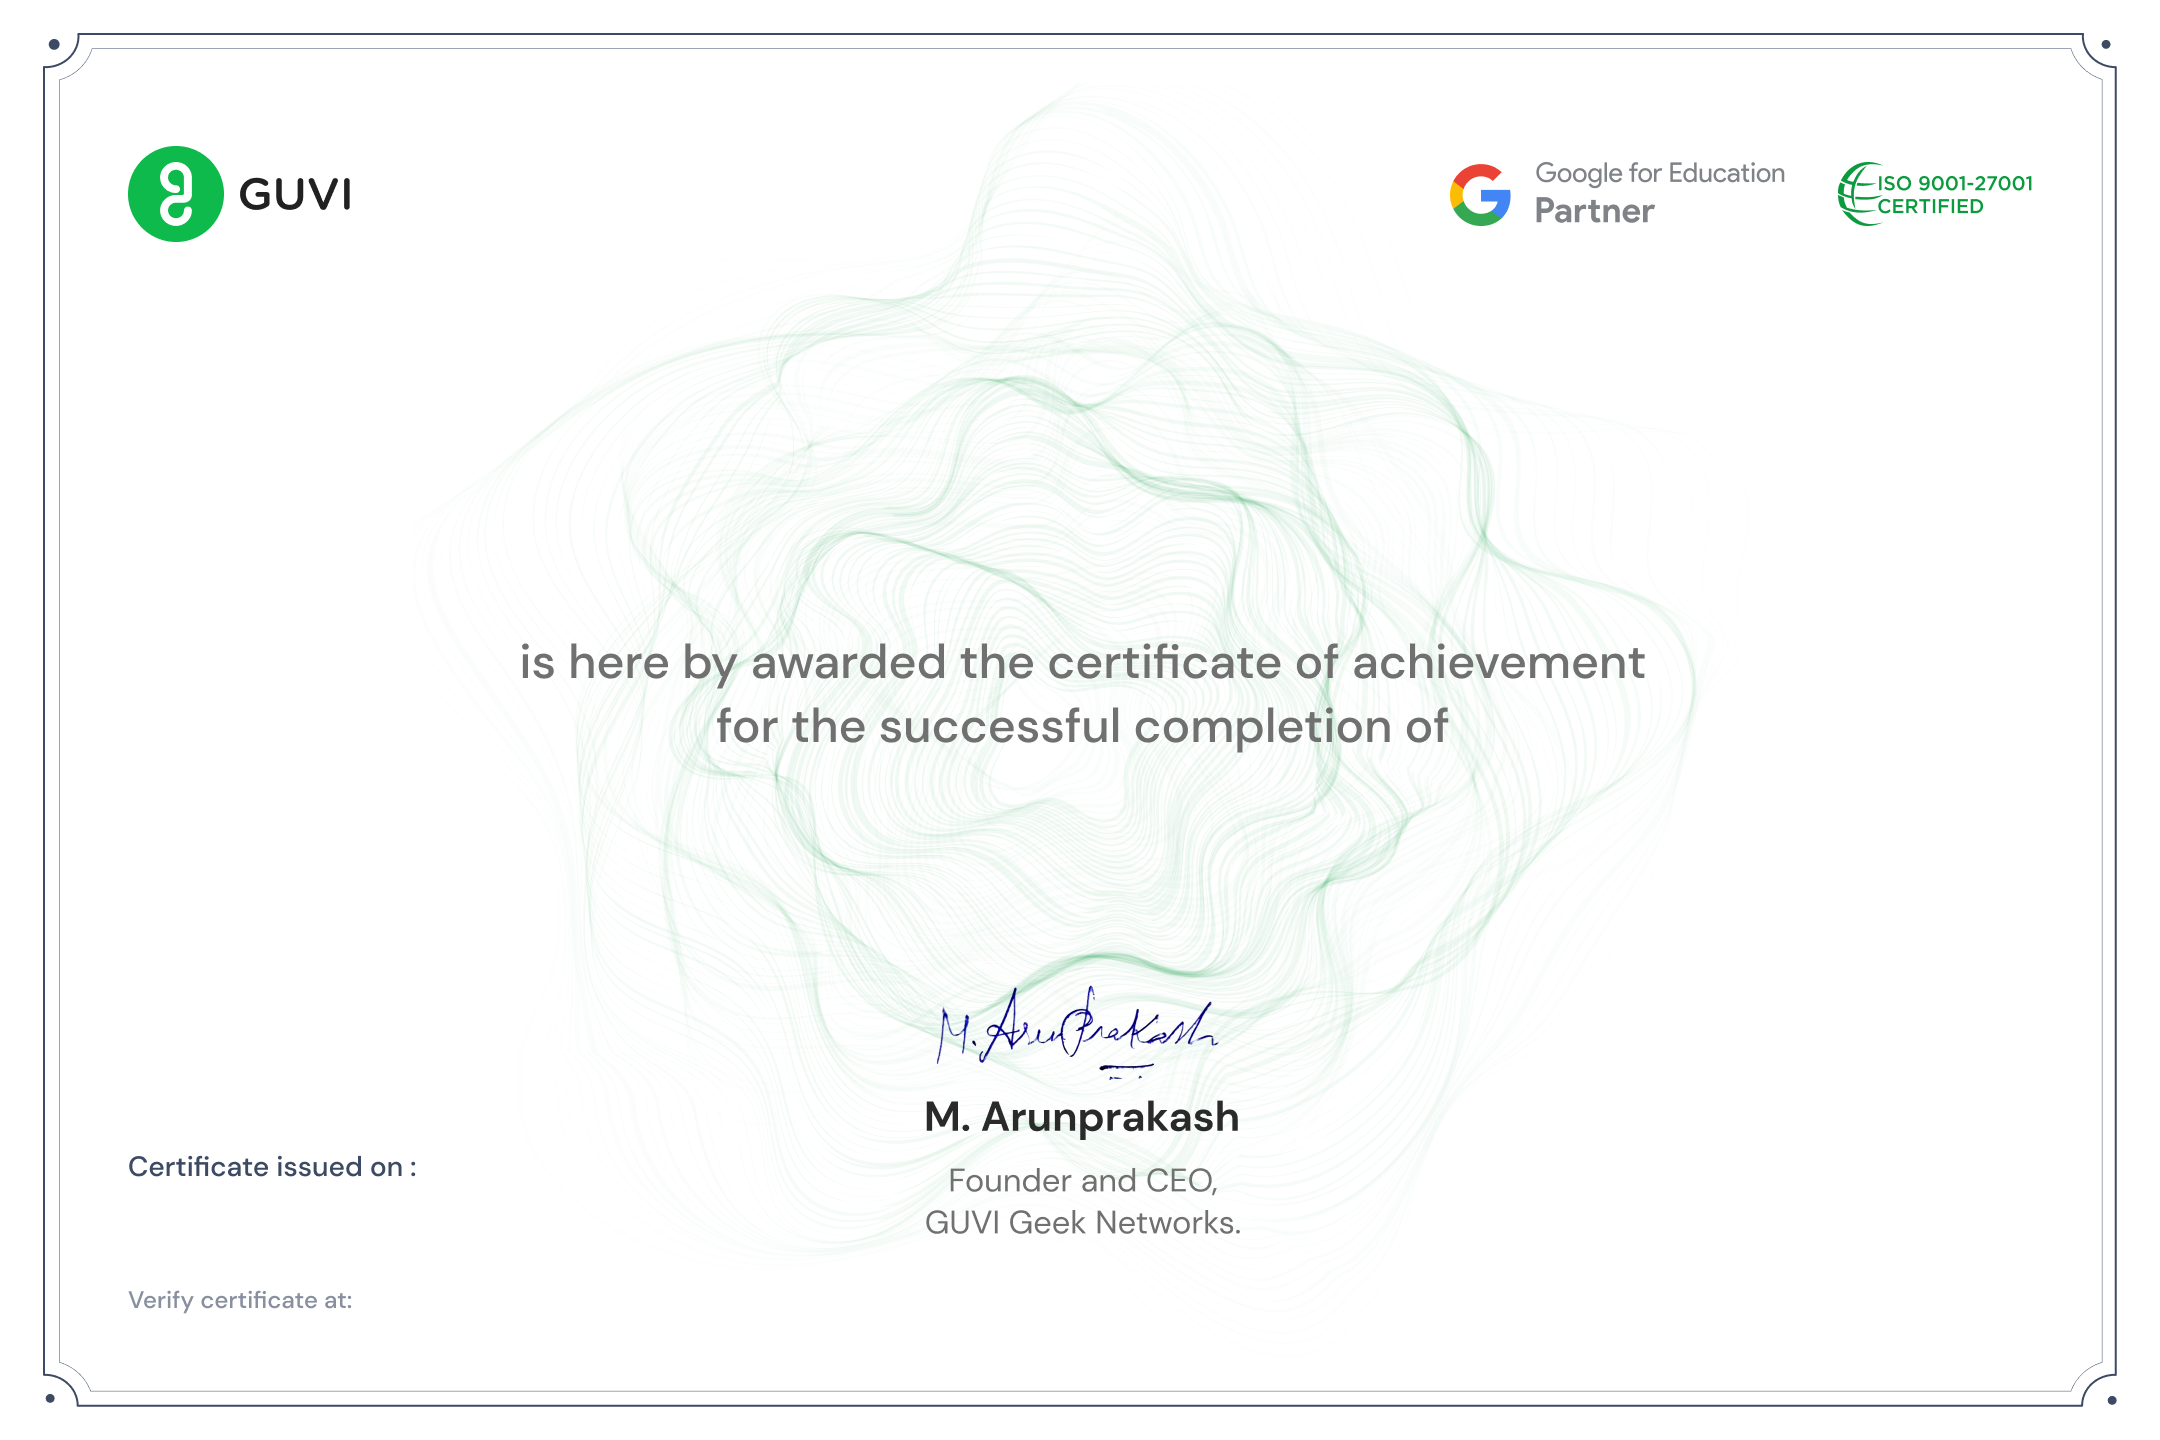 GUVI
Google for Education
Partner
ISO 9001-27001
CERTIFIED
is here by awarded the certificate of achievement
for the successful completion of
M. ArunPrakash
M. Arunprakash
Founder and CEO,
GUVI Geek Networks.
Certificate issued on :
Verify certificate at: